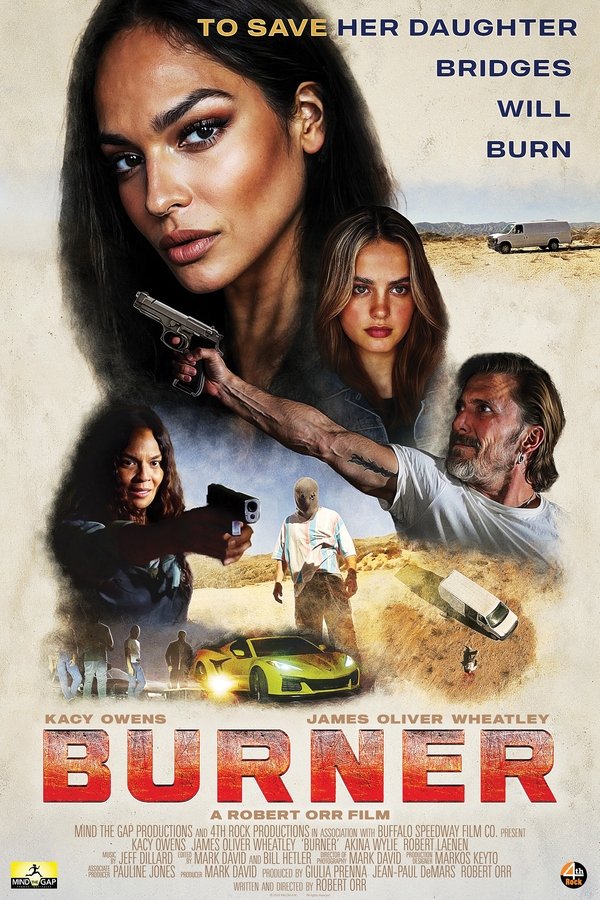 TO SAVE HER DAUGHTER
BRIDGES
WILL
BURN
KACY OWENS JAMES OLIVER WHEATLEY
BURNER
A ROBERT ORR FILM
MIND THE GAP PRODUCTIONS AND 4TH ROCK PRODUCTIONS IN ASSOCIATION WITH BUFFALO SPEEDWAY FILM CO. PRESENT
KACY OWENS JAMES OLIVER WHEATLEY 'BURNER' AKINA WYLIE ROBERT LAENEN
MUSIC BY JEFF DILLARD EDITED BY MARK DAVID AND BILL HETLER DIRECTOR OF PHOTOGRAPHY MARK DAVID PRODUCTION DESIGNER MARKOS KEYTO
ASSOCIATE PRODUCER PAULINE JONES PRODUCER MARK DAVID PRODUCED BY GIULIA PRENNA JEAN-PAUL DeMARS ROBERT ORR
WRITTEN AND DIRECTED BY ROBERT ORR
MIND THE GAP
4th
Rock